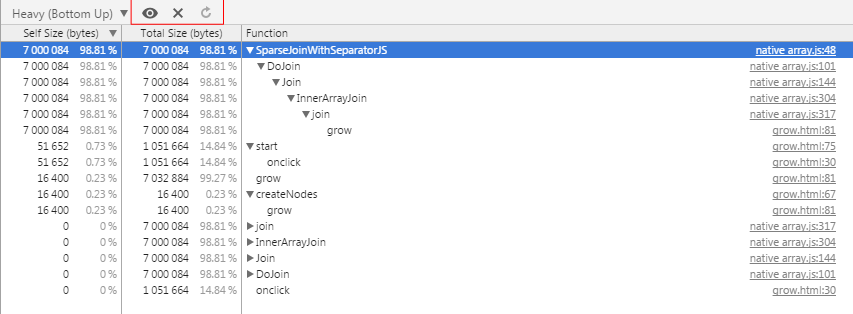 Heavy (Bottom Up) ▼
Self Size (bytes) ▼ Total Size (bytes) Function
7 000 084 98.81 % 7 000 084 98.81 % ▼SparseJoinWithSeparatorJS native array.js:48
7 000 084 98.81 % 7 000 084 98.81 % ▼DoJoin native array.js:101
7 000 084 98.81 % 7 000 084 98.81 % ▼Join native array.js:144
7 000 084 98.81 % 7 000 084 98.81 % ▼InnerArrayJoin native array.js:304
7 000 084 98.81 % 7 000 084 98.81 % ▼join native array.js:317
7 000 084 98.81 % 7 000 084 98.81 % grow grow.html:81
51 652 0.73 % 1 051 664 14.84 % ▼start grow.html:75
51 652 0.73 % 1 051 664 14.84 % onclick grow.html:30
16 400 0.23 % 7 032 884 99.27 % grow grow.html:81
16 400 0.23 % 16 400 0.23 % ▼createNodes grow.html:67
16 400 0.23 % 16 400 0.23 % grow grow.html:81
0 0 % 7 000 084 98.81 % ▶join native array.js:317
0 0 % 7 000 084 98.81 % ▶InnerArrayJoin native array.js:304
0 0 % 7 000 084 98.81 % ▶Join native array.js:144
0 0 % 7 000 084 98.81 % ▶DoJoin native array.js:101
0 0 % 1 051 664 14.84 % onclick grow.html:30